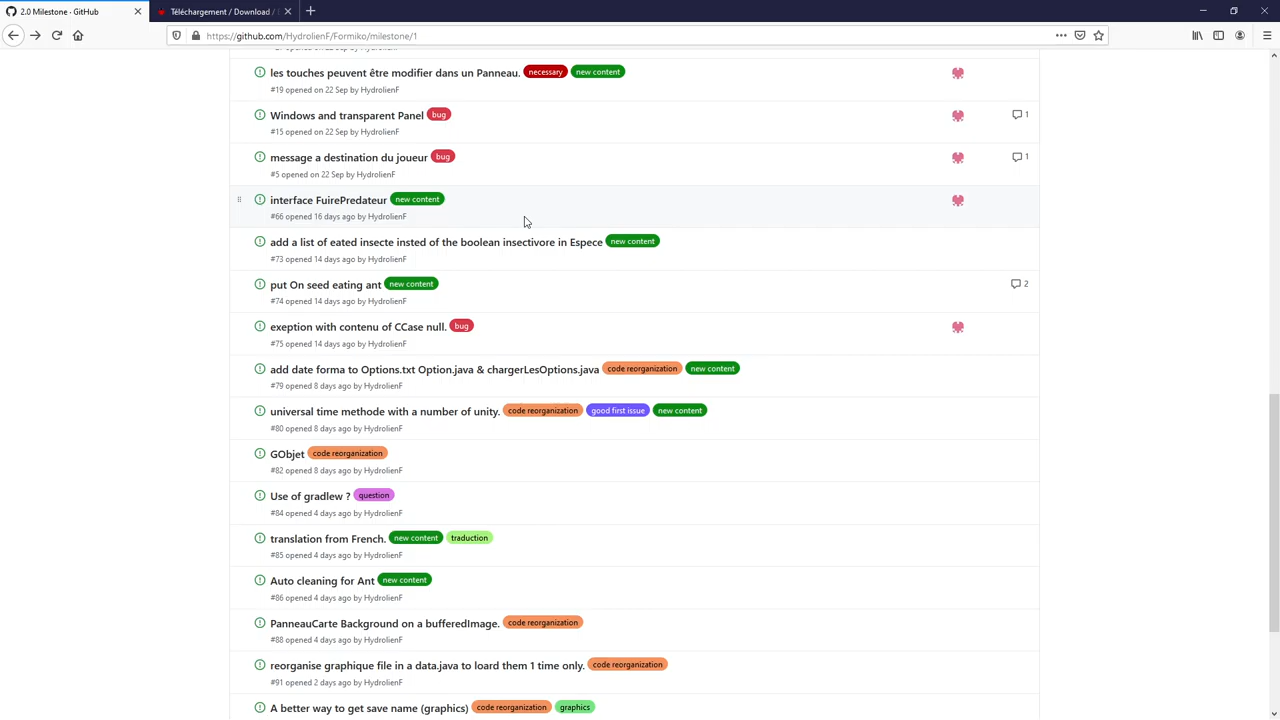 2.0 Milestone · GitHub
Téléchargement / Download /
https://github.com/HydrolienF/Formiko/milestone/1
les touches peuvent être modifier dans un Panneau. necessary new content
#19 opened on 22 Sep by HydrolienF
Windows and transparent Panel bug 1
#15 opened on 22 Sep by HydrolienF
message a destination du joueur bug 1
#5 opened on 22 Sep by HydrolienF
interface FuirePredateur new content
#66 opened 16 days ago by HydrolienF
add a list of eated insecte insted of the boolean insectivore in Espece new content
#73 opened 14 days ago by HydrolienF
put On seed eating ant new content 2
#74 opened 14 days ago by HydrolienF
exeption with contenu of CCase null. bug
#75 opened 14 days ago by HydrolienF
add date forma to Options.txt Option.java & chargerLesOptions.java code reorganization new content
#79 opened 8 days ago by HydrolienF
universal time methode with a number of unity. code reorganization good first issue new content
#80 opened 8 days ago by HydrolienF
GObjet code reorganization
#82 opened 8 days ago by HydrolienF
Use of gradlew ? question
#84 opened 4 days ago by HydrolienF
translation from French. new content traduction
#85 opened 4 days ago by HydrolienF
Auto cleaning for Ant new content
#86 opened 4 days ago by HydrolienF
PanneauCarte Background on a bufferedImage. code reorganization
#88 opened 4 days ago by HydrolienF
reorganise graphique file in a data.java to loard them 1 time only. code reorganization
#91 opened 2 days ago by HydrolienF
A better way to get save name (graphics) code reorganization graphics